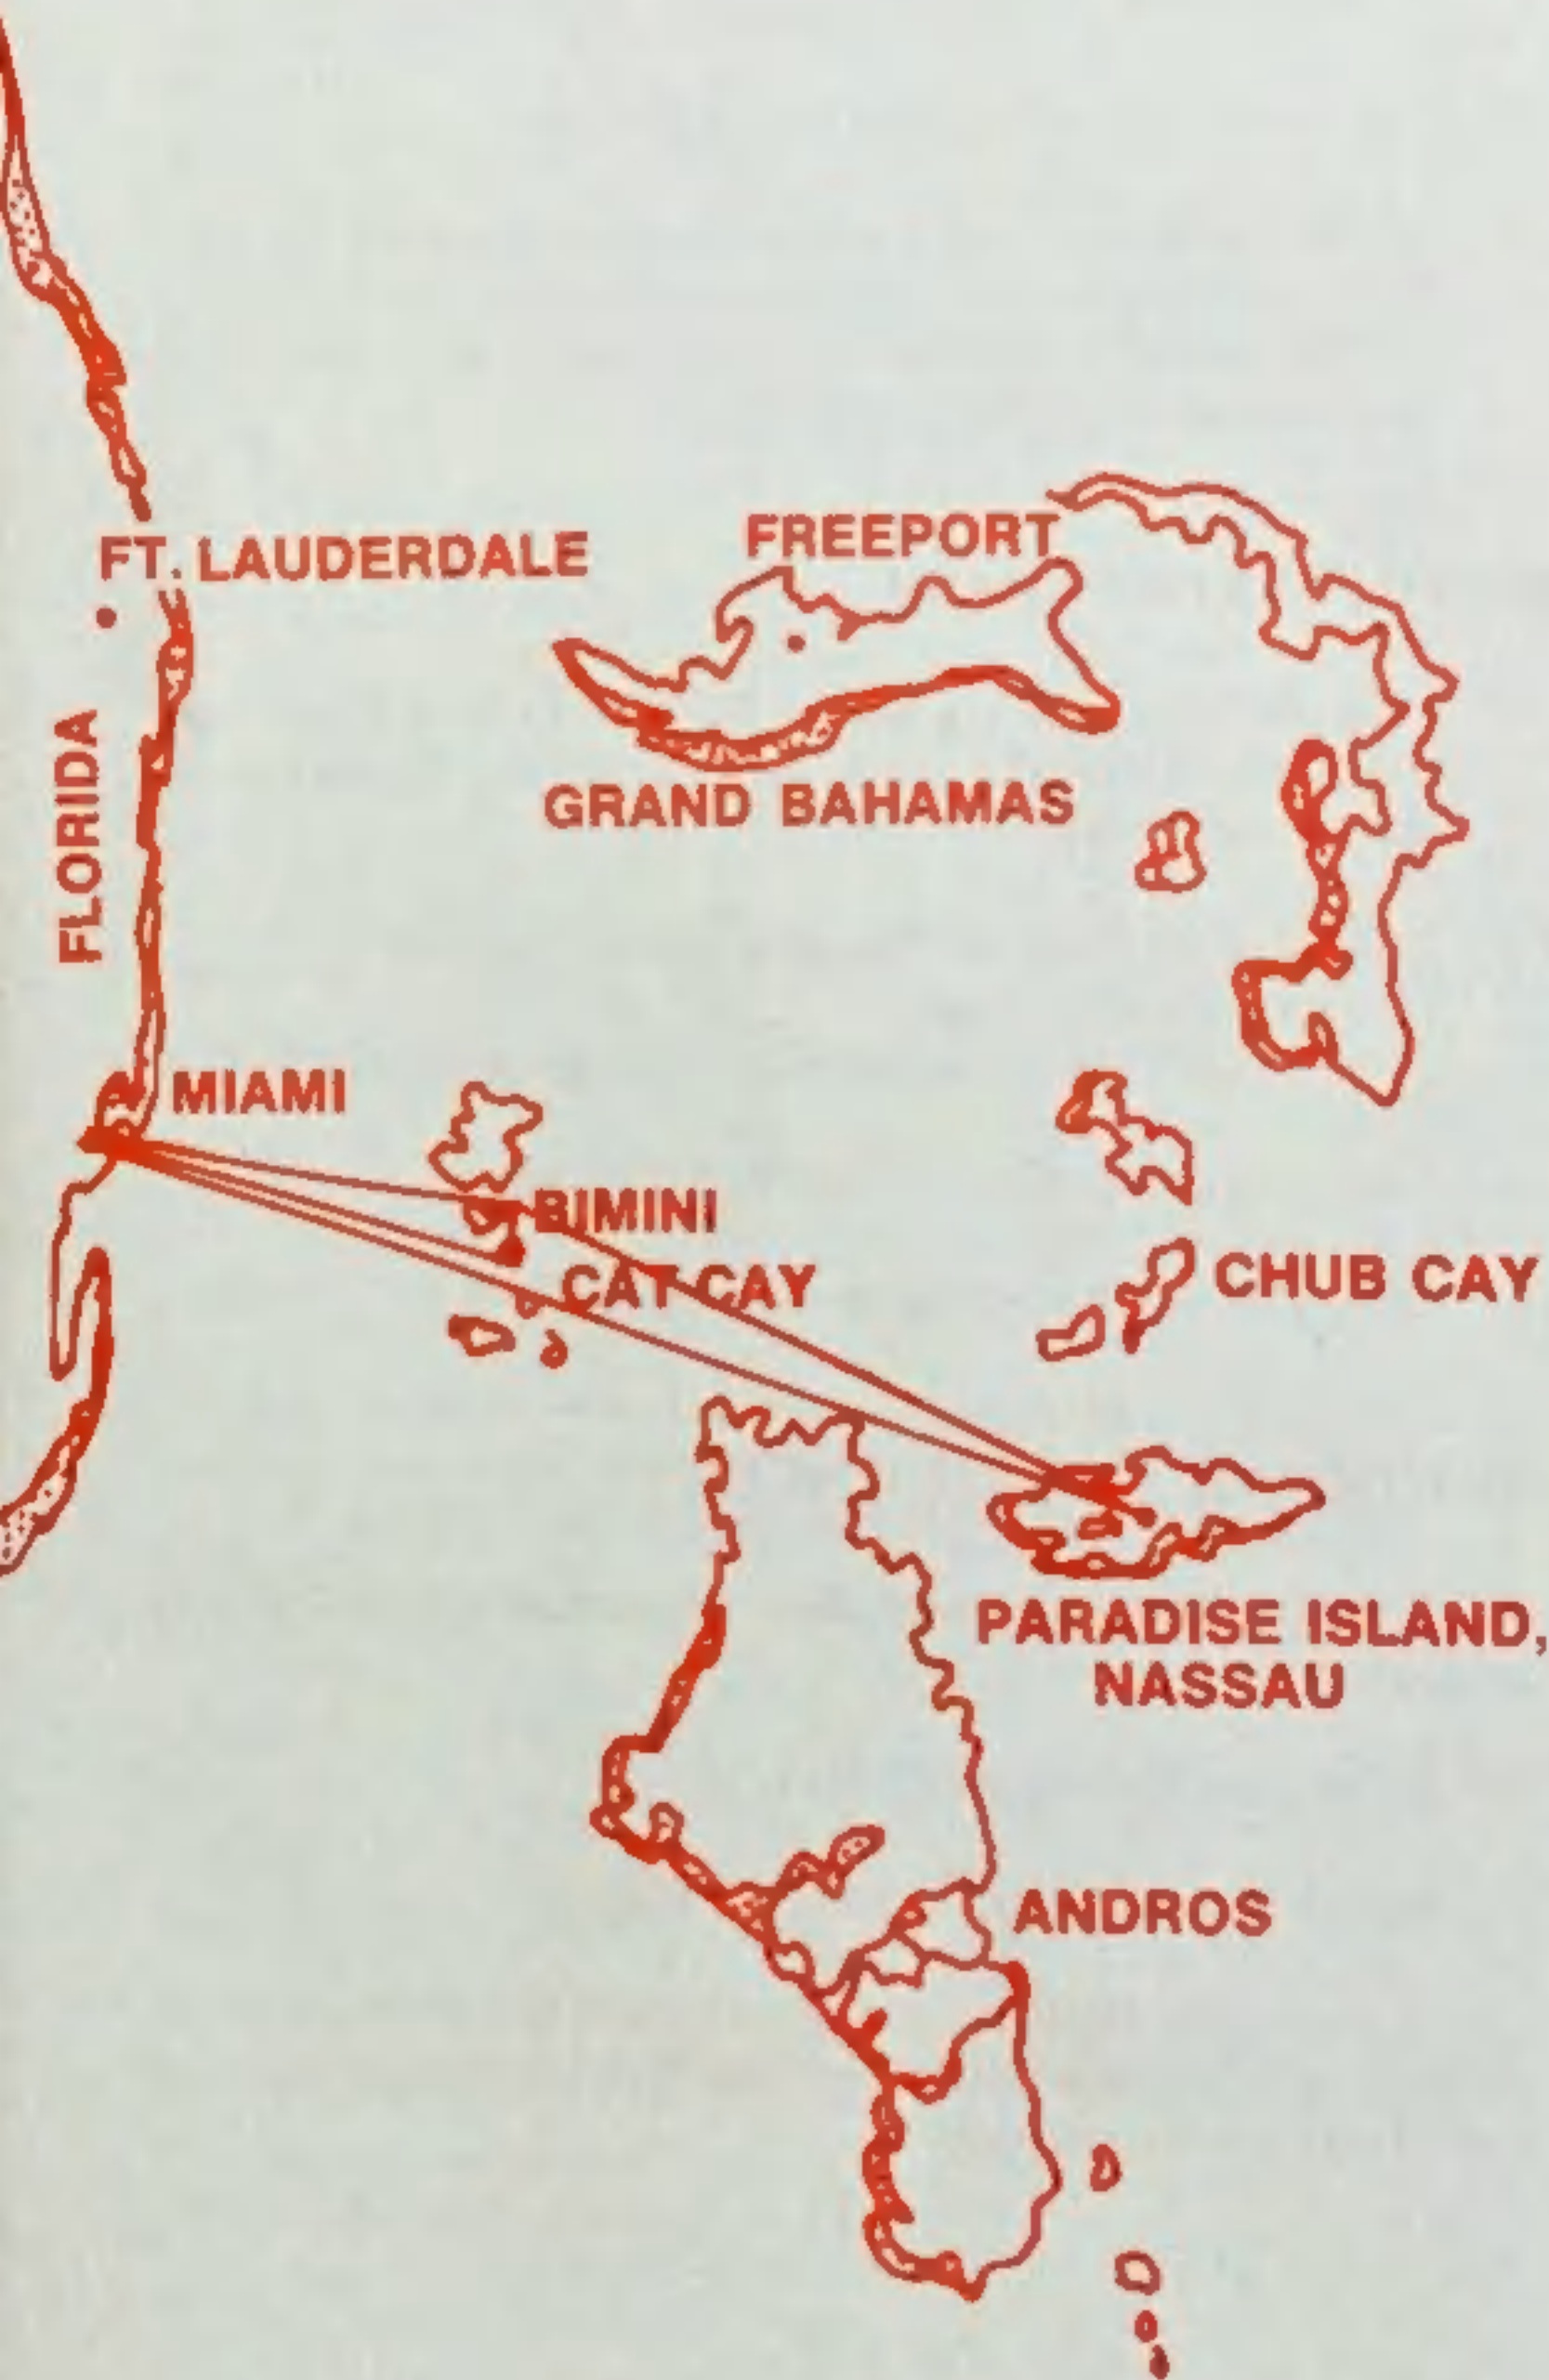 FT. LAUDERDALE
FREEPORT
FLORIDA
GRAND BAHAMAS
MIAMI
BIMINI
CAT CAY
CHUB CAY
PARADISE ISLAND,
NASSAU
ANDROS